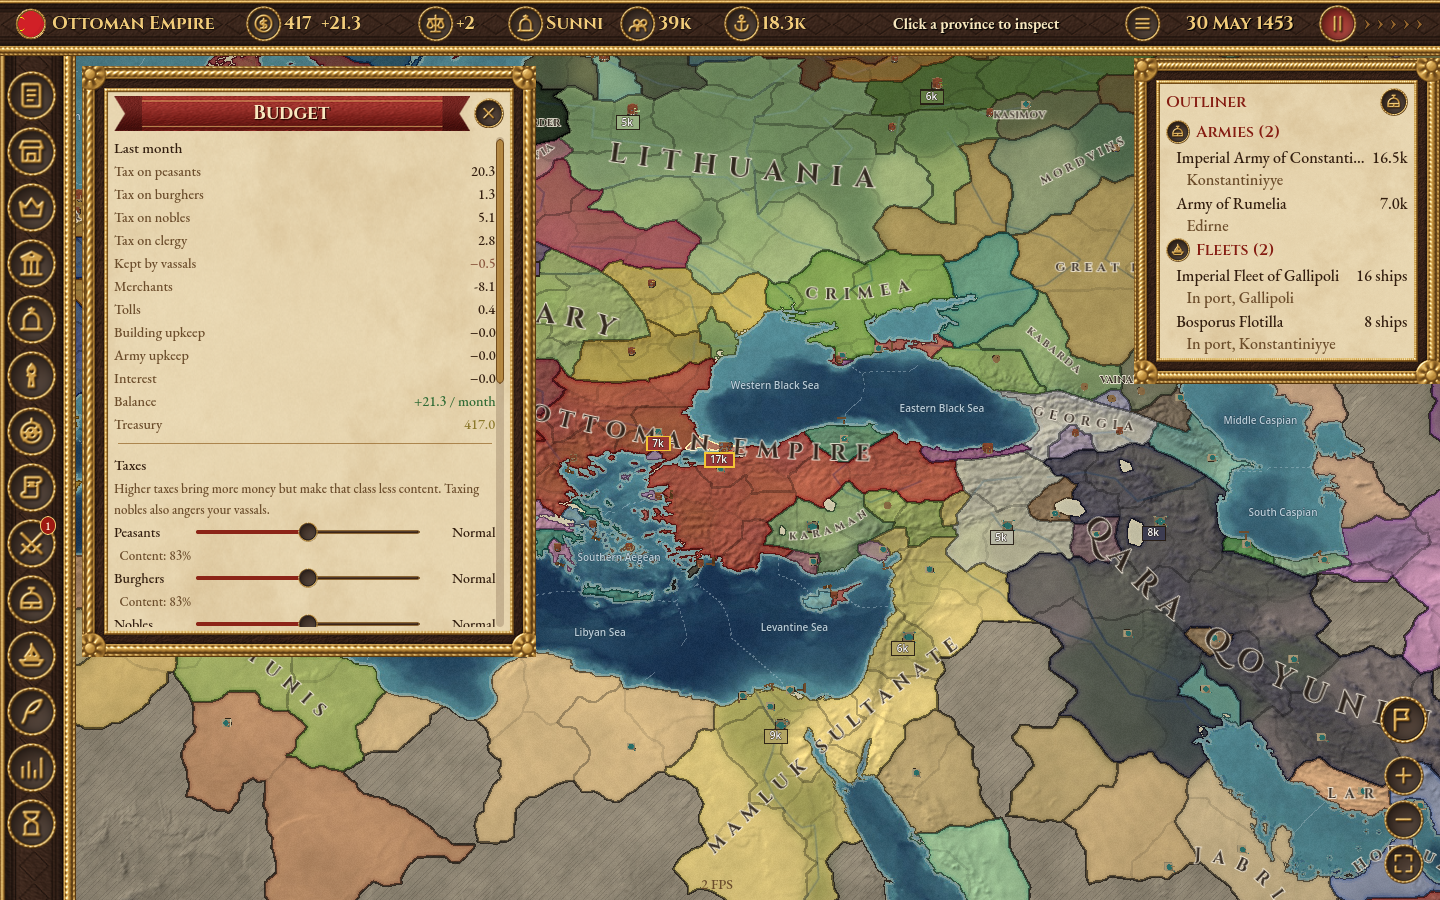 OTTOMAN EMPIRE 417 +21.3 +2 SUNNI 39K 18.3K Click a province to inspect 30 MAY 1453
BUDGET
Last month
Tax on peasants 20.3
Tax on burghers 1.3
Tax on nobles 5.1
Tax on clergy 2.8
Kept by vassals −0.5
Merchants -8.1
Tolls 0.4
Building upkeep −0.0
Army upkeep −0.0
Interest −0.0
Balance +21.3 / month
Treasury 417.0
Taxes
Higher taxes bring more money but make that class less content. Taxing
nobles also angers your vassals.
Peasants Normal
Content: 83%
Burghers Normal
Content: 83%
Nobles Normal
1
OUTLINER
ARMIES (2)
Imperial Army of Constanti... 16.5k
Konstantiniyye
Army of Rumelia 7.0k
Edirne
FLEETS (2)
Imperial Fleet of Gallipoli 16 ships
In port, Gallipoli
Bosporus Flotilla 8 ships
In port, Konstantiniyye
6k
5k
KASIMOV
LITHUANIA
MORDVINS
GREAT
CRIMEA
ARY
KABARDA
Western Black Sea
Eastern Black Sea
GEORGIA
Middle Caspian
OTTOMAN EMPIRE
7k
17k
KARAMAN
South Caspian
5k
8k
QARA QOYUN
Southern Aegean
Libyan Sea
Levantine Sea
6k
TUNIS
9k
MAMLUK SULTANATE
LAR
JABRI
2 FPS